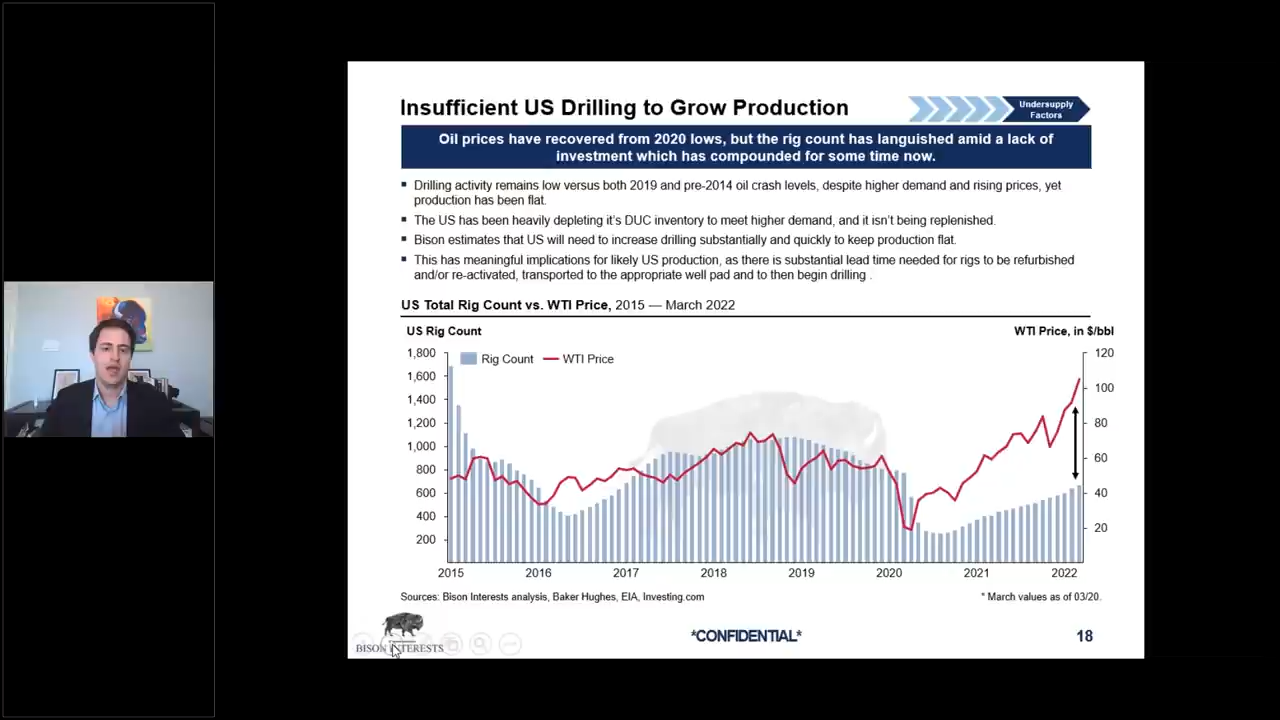 Insufficient US Drilling to Grow Production
Undersupply
Factors
Oil prices have recovered from 2020 lows, but the rig count has languished amid a lack of
investment which has compounded for some time now.
▪ Drilling activity remains low versus both 2019 and pre-2014 oil crash levels, despite higher demand and rising prices, yet
production has been flat.
▪ The US has been heavily depleting it's DUC inventory to meet higher demand, and it isn't being replenished.
▪ Bison estimates that US will need to increase drilling substantially and quickly to keep production flat.
▪ This has meaningful implications for likely US production, as there is substantial lead time needed for rigs to be refurbished
and/or re-activated, transported to the appropriate well pad and to then begin drilling .
US Total Rig Count vs. WTI Price, 2015 — March 2022
US Rig Count
WTI Price, in $/bbl
Rig Count
WTI Price
1,800
1,600
1,400
1,200
1,000
800
600
400
200
120
100
80
60
40
20
2015 2016 2017 2018 2019 2020 2021 2022
Sources: Bison Interests analysis, Baker Hughes, EIA, Investing.com
* March values as of 03/20.
BISON INTERESTS
*CONFIDENTIAL*
18